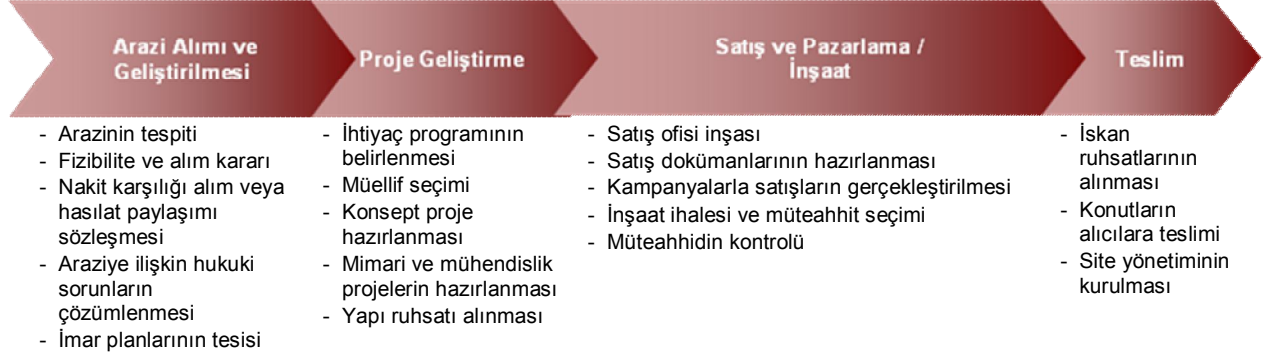 Arazi Alımı ve
Geliştirilmesi
Proje Geliştirme
Satış ve Pazarlama /
İnşaat
Teslim
- Arazinin tespiti
- Fizibilite ve alım kararı
- Nakit karşılığı alım veya
hasılat paylaşımı
sözleşmesi
- Araziye ilişkin hukuki
sorunların
çözümlenmesi
- İmar planlarının tesisi
- İhtiyaç programının
belirlenmesi
- Müellif seçimi
- Konsept proje
hazırlanması
- Mimari ve mühendislik
projelerin hazırlanması
- Yapı ruhsatı alınması
- Satış ofisi inşası
- Satış dokümanlarının hazırlanması
- Kampanyalarla satışların gerçekleştirilmesi
- İnşaat ihalesi ve müteahhit seçimi
- Müteahhidin kontrolü
- İskan
ruhsatlarının
alınması
- Konutların
alıcılara teslimi
- Site yönetiminin
kurulması